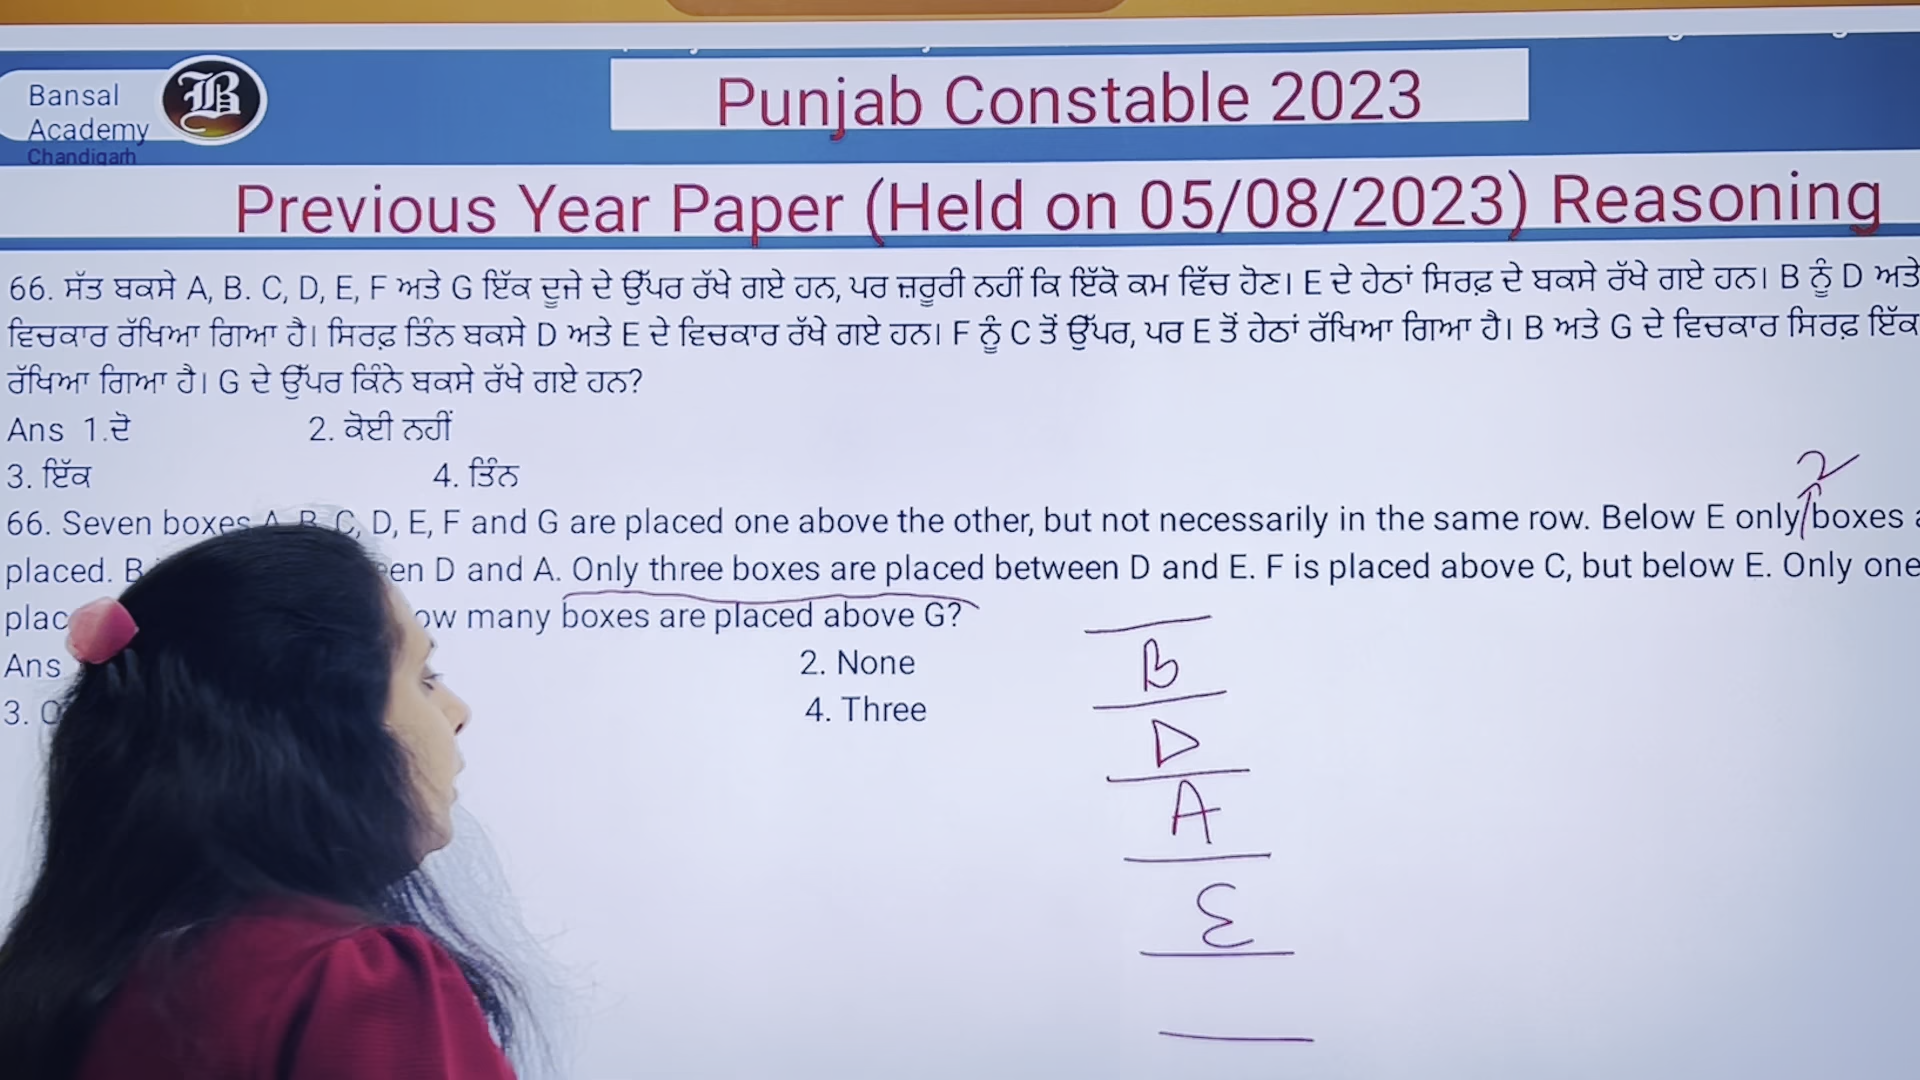 Bansal
Academy
Chandigarh
B
Punjab Constable 2023
Previous Year Paper (Held on 05/08/2023) Reasoning
66. ਸੱਤ ਬਕਸੇ A, B. C, D, E, F ਅਤੇ G ਇੱਕ ਦੂਜੇ ਦੇ ਉੱਪਰ ਰੱਖੇ ਗਏ ਹਨ, ਪਰ ਜ਼ਰੂਰੀ ਨਹੀਂ ਕਿ ਇੱਕੋ ਕਮ ਵਿੱਚ ਹੋਣ। E ਦੇ ਹੇਠਾਂ ਸਿਰਫ਼ ਦੇ ਬਕਸੇ ਰੱਖੇ ਗਏ ਹਨ। B ਨੂੰ D ਅਤੇ
ਵਿਚਕਾਰ ਰੱਖਿਆ ਗਿਆ ਹੈ। ਸਿਰਫ਼ ਤਿੰਨ ਬਕਸੇ D ਅਤੇ E ਦੇ ਵਿਚਕਾਰ ਰੱਖੇ ਗਏ ਹਨ। F ਨੂੰ C ਤੋਂ ਉੱਪਰ, ਪਰ E ਤੋਂ ਹੇਠਾਂ ਰੱਖਿਆ ਗਿਆ ਹੈ। B ਅਤੇ G ਦੇ ਵਿਚਕਾਰ ਸਿਰਫ਼ ਇੱਕ
ਰੱਖਿਆ ਗਿਆ ਹੈ। G ਦੇ ਉੱਪਰ ਕਿੰਨੇ ਬਕਸੇ ਰੱਖੇ ਗਏ ਹਨ?
Ans 1.ਦੋ 2. ਕੋਈ ਨਹੀਂ
3. ਇੱਕ 4. ਤਿੰਨ
2
66. Seven boxes A, B, C, D, E, F and G are placed one above the other, but not necessarily in the same row. Below E only boxes
placed. B en D and A. Only three boxes are placed between D and E. F is placed above C, but below E. Only one
plac ow many boxes are placed above G?
Ans 2. None
3. 4. Three
B
D
A
E